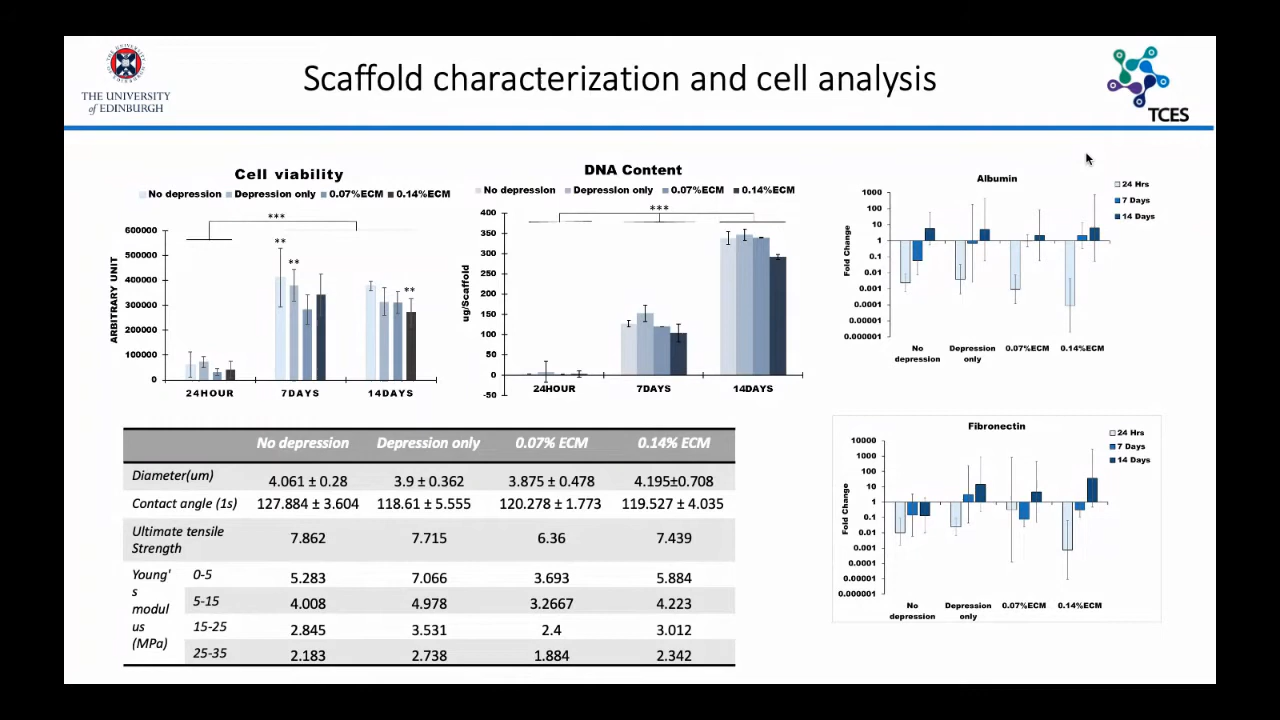 Scaffold characterization and cell analysis
THE UNIVERSITY
of EDINBURGH
TCES
Cell viability
No depression Depression only 0.07%ECM 0.14%ECM
***
**
**
**
ARBITRARY UNIT
600000
500000
400000
300000
200000
100000
0
24HOUR 7DAYS 14DAYS
DNA Content
No depression Depression only 0.07%ECM 0.14%ECM
***
ug/Scaffold
400
350
300
250
200
150
100
50
0
-50
24HOUR 7DAYS 14DAYS
Albumin
24 Hrs
7 Days
14 Days
Fold Change
1000
100
10
1
0.1
0.01
0.001
0.0001
0.00001
0.000001
No depression
Depression only
0.07%ECM
0.14%ECM
No depression Depression only 0.07% ECM 0.14% ECM
Diameter(um) 4.061 ± 0.28 3.9 ± 0.362 3.875 ± 0.478 4.195±0.708
Contact angle (1s) 127.884 ± 3.604 118.61 ± 5.555 120.278 ± 1.773 119.527 ± 4.035
Ultimate tensile
Strength 7.862 7.715 6.36 7.439
Young'
s
modul
us
(MPa)
0-5 5.283 7.066 3.693 5.884
5-15 4.008 4.978 3.2667 4.223
15-25 2.845 3.531 2.4 3.012
25-35 2.183 2.738 1.884 2.342
Fibronectin
24 Hrs
7 Days
14 Days
Fold Change
10000
1000
100
10
1
0.1
0.01
0.001
0.0001
0.00001
0.000001
No depression
Depression only
0.07%ECM
0.14%ECM